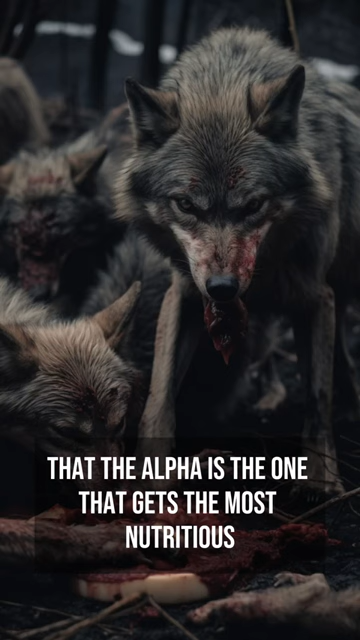 THAT THE ALPHA IS THE ONE
THAT GETS THE MOST
NUTRITIOUS